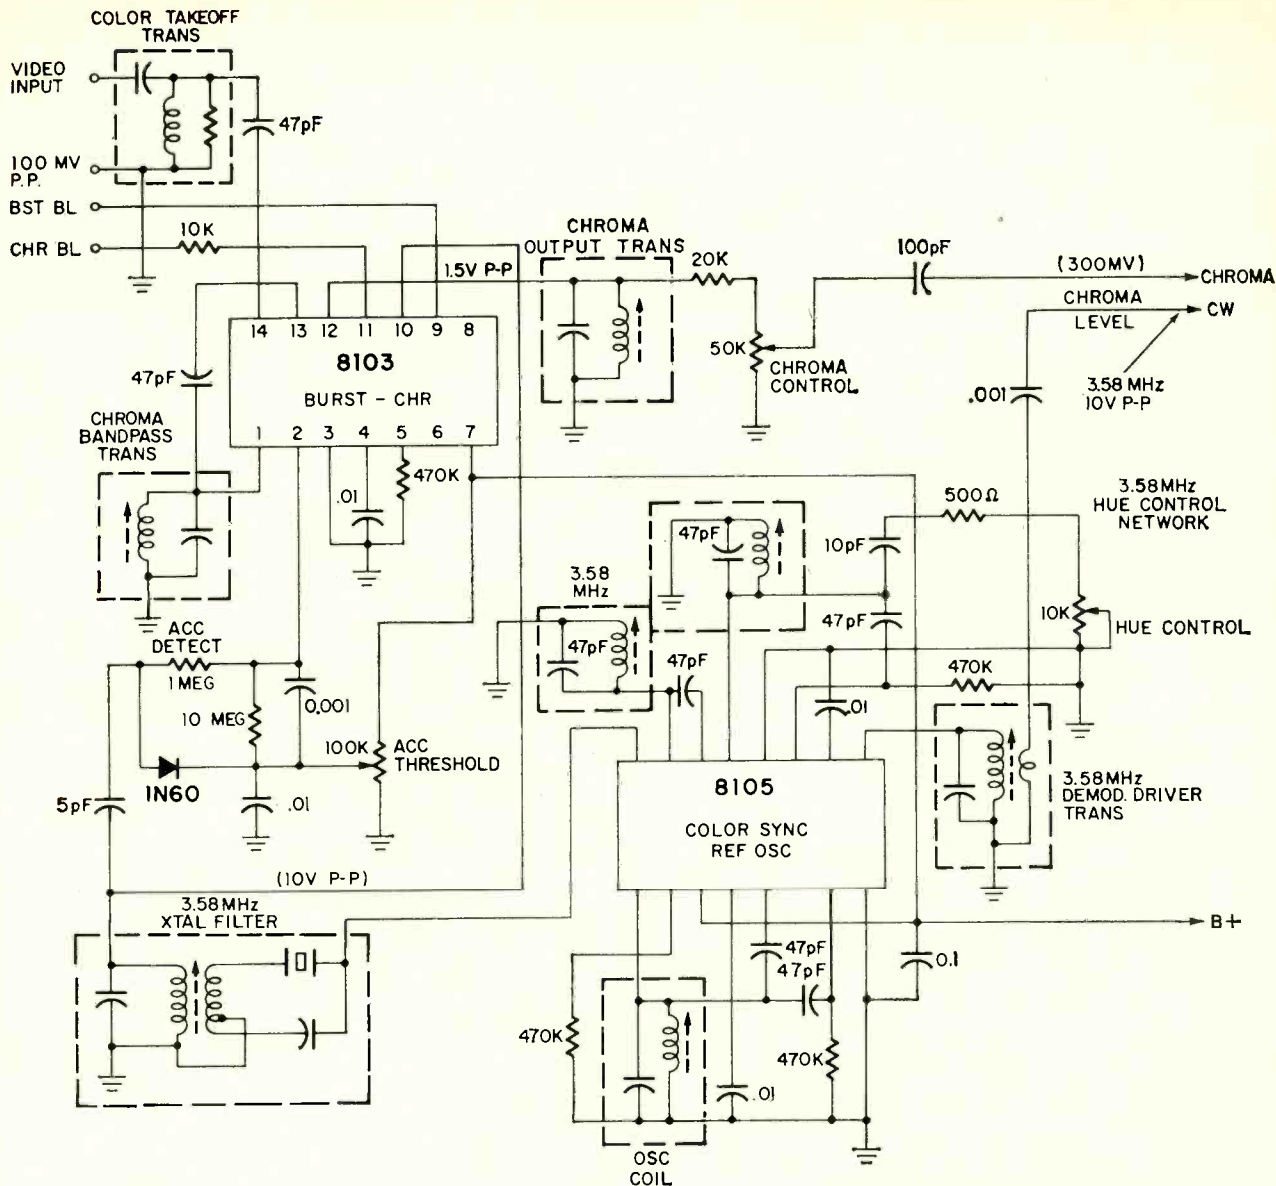 COLOR TAKEOFF
TRANS
VIDEO
INPUT
47pF
100 MV
P.P.
BST BL
CHR BL
10K
1.5V P-P
CHROMA
OUTPUT TRANS
20K
100pF
(300MV)
CHROMA
CHROMA
LEVEL
CW
50K
CHROMA
CONTROL
.001
3.58 MHz
10V P-P
14 13 12 11 10 9 8
8103
BURST - CHR
1 2 3 4 5 6 7
47pF
CHROMA
BANDPASS
TRANS
.01
470K
500Ω
3.58MHz
HUE CONTROL
NETWORK
47pF
10pF
3.58
MHz
47pF
47pF
47pF
10K
HUE CONTROL
470K
.01
ACC
DETECT
1 MEG
10 MEG
0.001
100K
ACC
THRESHOLD
1N60
.01
5pF
8105
COLOR SYNC
REF OSC
3.58MHz
DEMOD. DRIVER
TRANS
(10V P-P)
3.58MHz
XTAL FILTER
B+
47pF
47pF
0.1
470K
470K
.01
OSC
COIL